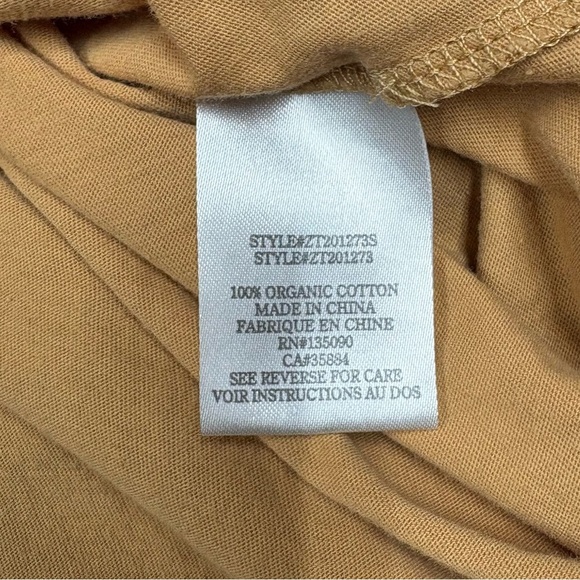 STYLE#ZT201273S
STYLE#ZT201273
100% ORGANIC COTTON
MADE IN CHINA
FABRIQUE EN CHINE
RN#135090
CA#35884
SEE REVERSE FOR CARE
VOIR INSTRUCTIONS AU DOS